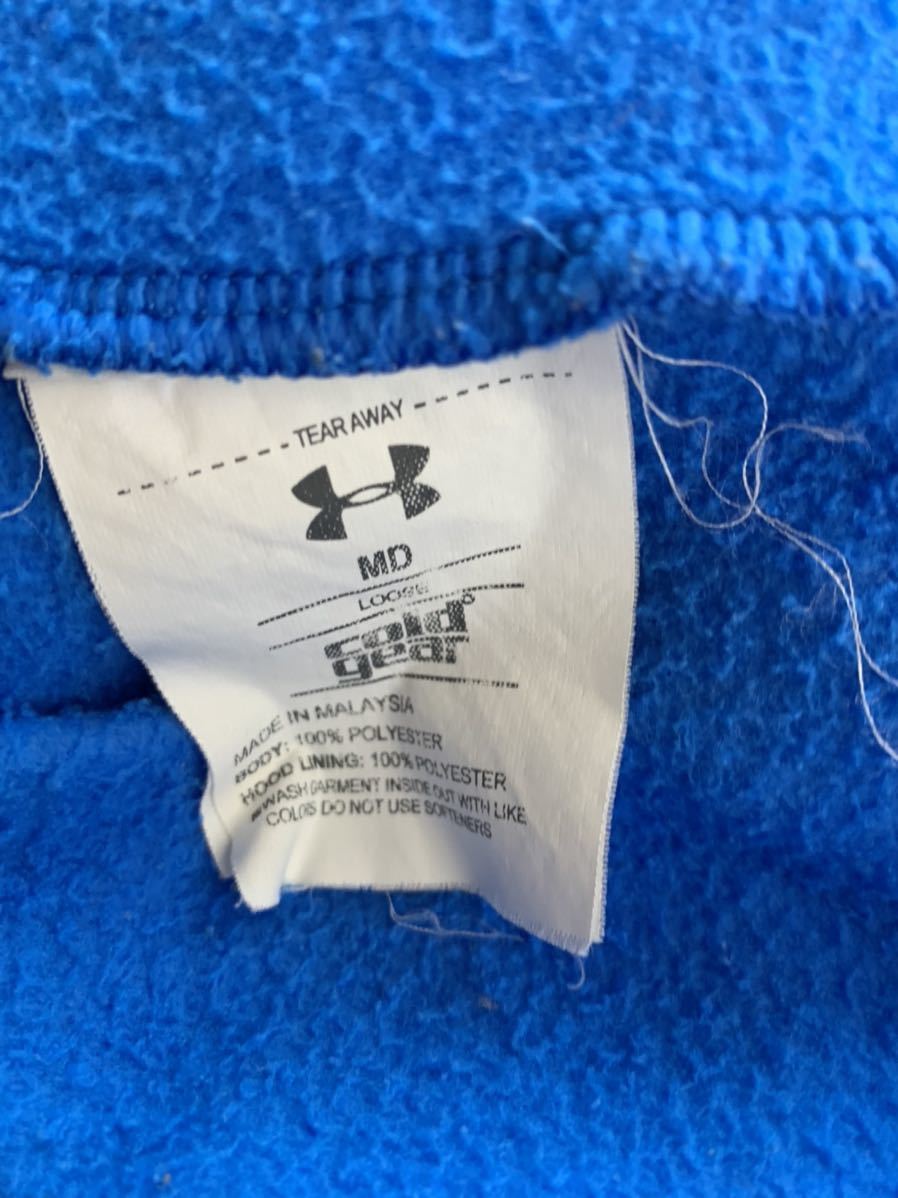 TEAR AWAY
MD
LOOSE
cold
gear
MADE IN MALAYSIA
BODY: 100% POLYESTER
HOOD LINING: 100% POLYESTER
WASH GARMENT INSIDE OUT WITH LIKE
COLORS DO NOT USE SOFTENERS